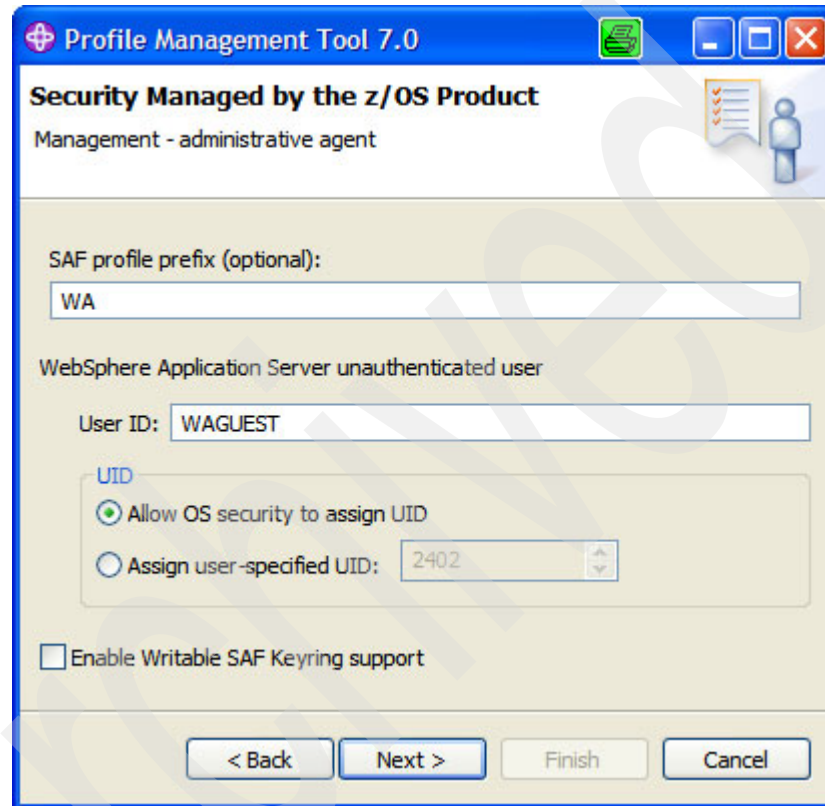 Profile Management Tool 7.0
Security Managed by the z/OS Product
Management - administrative agent
SAF profile prefix (optional):
WA
WebSphere Application Server unauthenticated user
User ID: WAGUEST
UID
Allow OS security to assign UID
Assign user-specified UID: 2402
Enable Writable SAF Keyring support
< Back Next > Finish Cancel